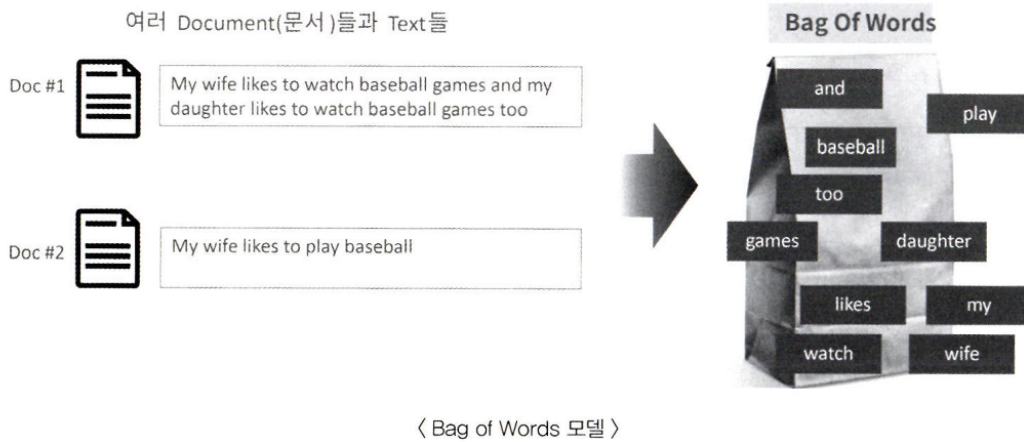 여러 Document(문서)들과 Text들
Doc #1
My wife likes to watch baseball games and my
daughter likes to watch baseball games too
Doc #2
My wife likes to play baseball
Bag Of Words
and
play
baseball
too
games
daughter
likes
my
watch
wife
〈 Bag of Words 모델 〉